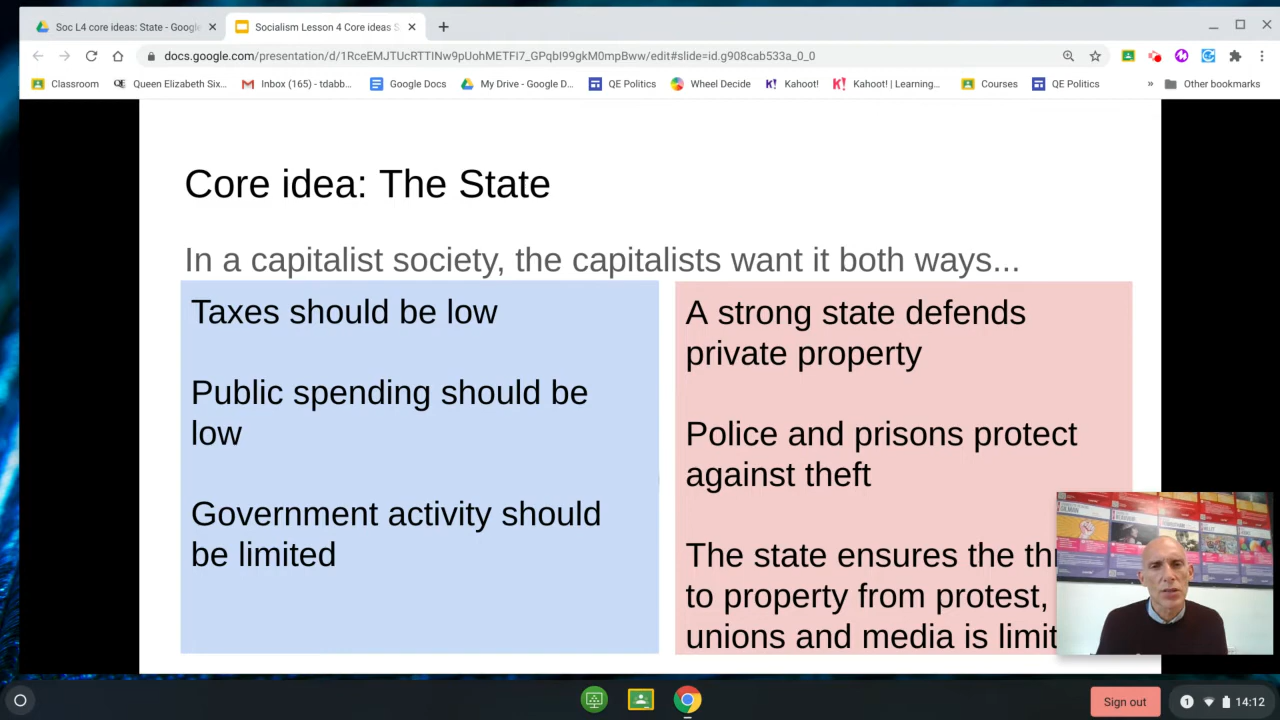 Soc L4 core ideas: State - Google
Socialism Lesson 4 Core ideas S
docs.google.com/presentation/d/1RceEMJTUcRTTINw9pUohMETFI7_GPqbI99gkM0mpBww/edit#slide=id.g908cab533a_0_0
Classroom
Queen Elizabeth Six...
Inbox (165) - tdabb...
Google Docs
My Drive - Google D...
QE Politics
Wheel Decide
Kahoot!
Kahoot! | Learning...
Courses
QE Politics
»
Other bookmarks
Core idea: The State
In a capitalist society, the capitalists want it both ways...
Taxes should be low
Public spending should be
low
Government activity should
be limited
A strong state defends
private property
Police and prisons protect
against theft
The state ensures the thr
to property from protest,
unions and media is limit
Sign out
1
14:12